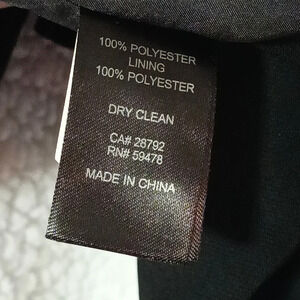 100% POLYESTER
LINING
100% POLYESTER
DRY CLEAN
CA# 28792
RN# 59478
MADE IN CHINA